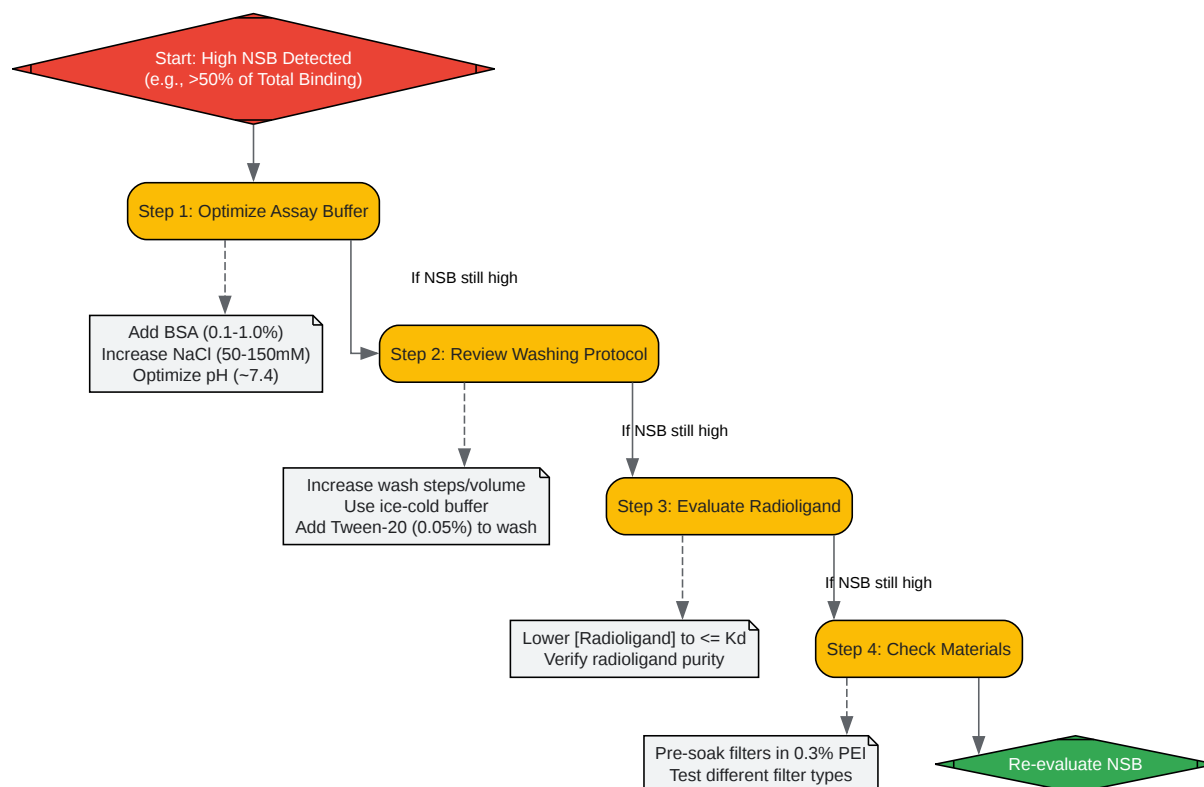 Start: High NSB Detected
(e.g., >50% of Total Binding)
Step 1: Optimize Assay Buffer
If NSB still high
Add BSA (0.1-1.0%)
Increase NaCl (50-150mM)
Optimize pH (~7.4)
Step 2: Review Washing Protocol
If NSB still high
Increase wash steps/volume
Use ice-cold buffer
Add Tween-20 (0.05%) to wash
Step 3: Evaluate Radioligand
If NSB still high
Lower [Radioligand] to <= Kd
Verify radioligand purity
Step 4: Check Materials
Pre-soak filters in 0.3% PEI
Test different filter types
Re-evaluate NSB